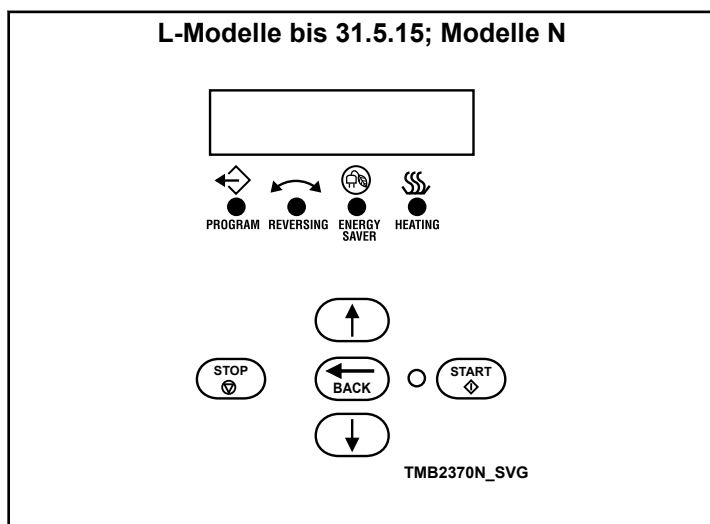 L-Modelle bis 31.5.15; Modelle N
PROGRAM REVERSING ENERGY SAVER HEATING
STOP
BACK
START
TMB2370N_SVG